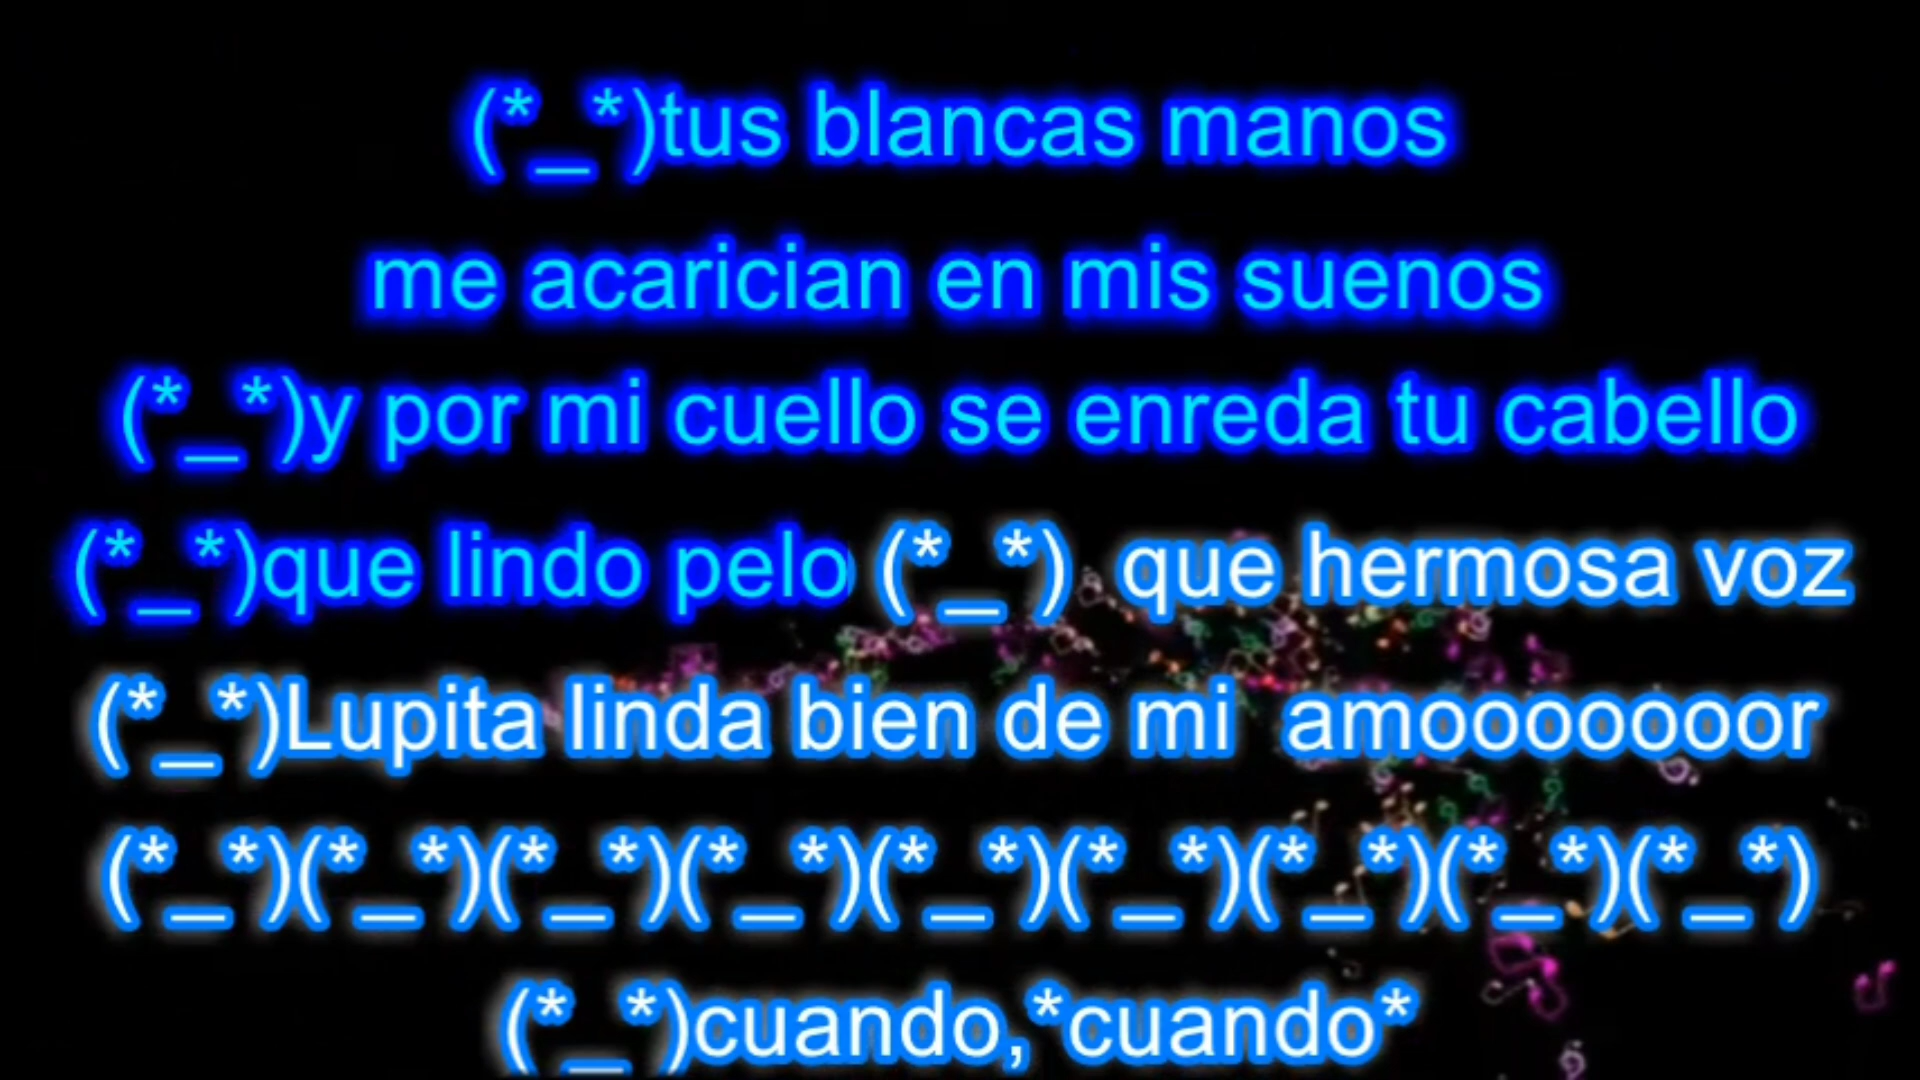 (*_*)tus blancas manos
me acarician en mis suenos
(*_*)y por mi cuello se enreda tu cabello
(*_*)que lindo pelo (*_*)  que hermosa voz
(*_*)Lupita linda bien de mi  amoooooooor
(*_*)(*_*)(*_*)(*_*)(*_*)(*_*)(*_*)(*_*)(*_*)
(*_*)cuando,*cuando*